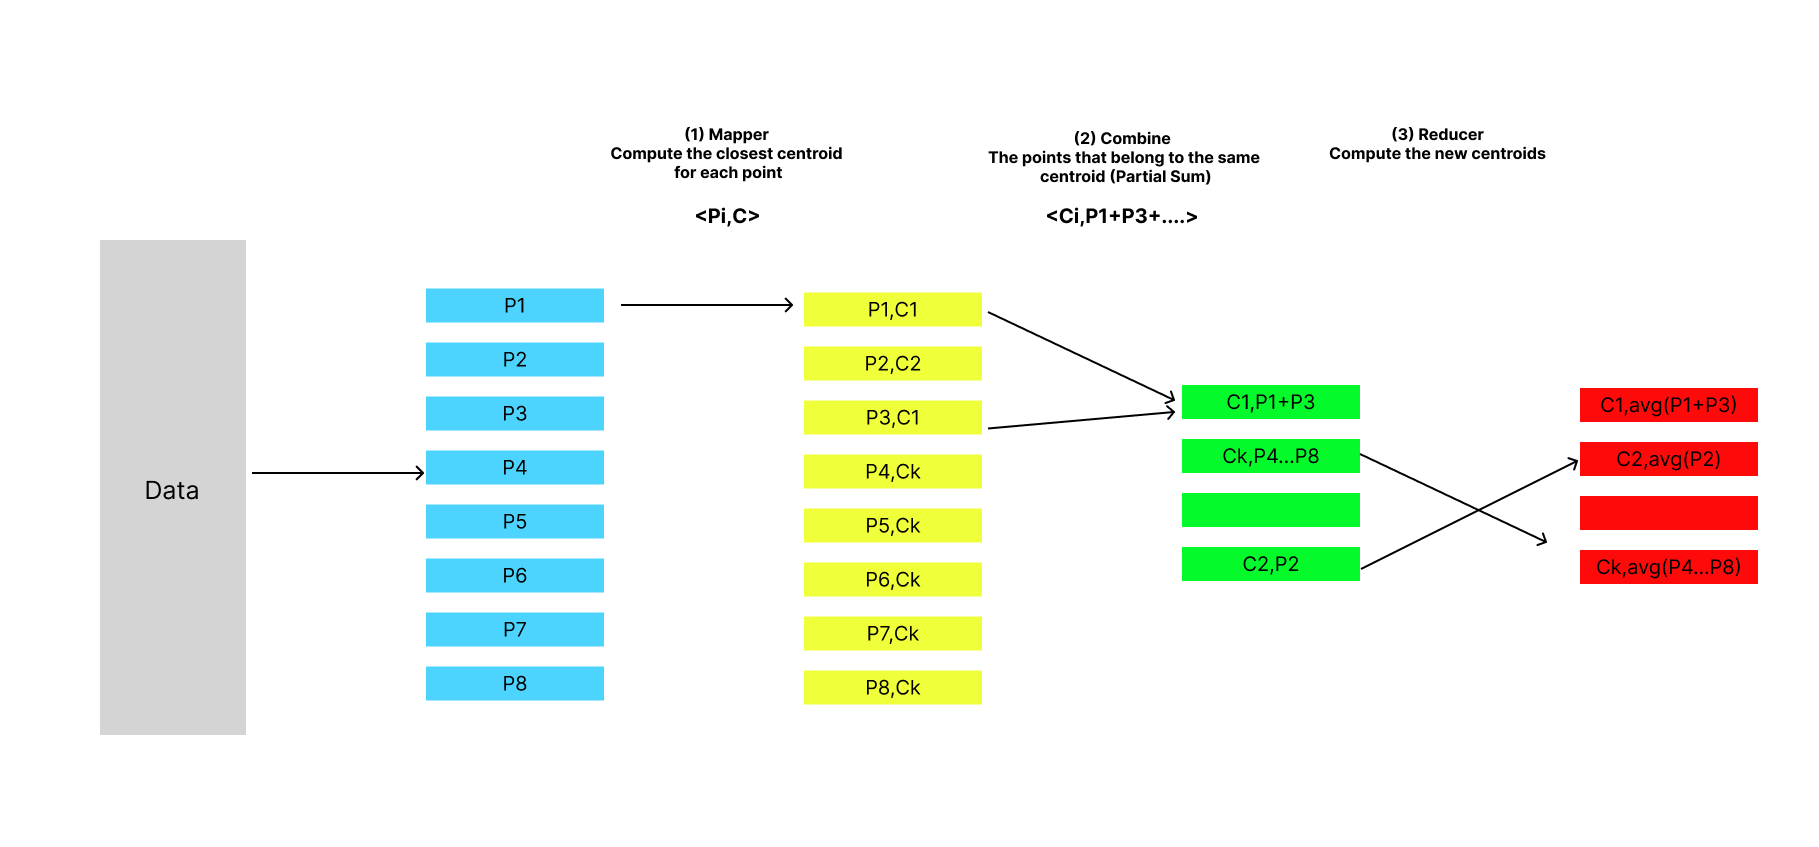 (1) Mapper
Compute the closest centroid
for each point
<Pi,C>
(2) Combine
The points that belong to the same
centroid (Partial Sum)
<Ci,P1+P3+....>
(3) Reducer
Compute the new centroids
Data
P1
P2
P3
P4
P5
P6
P7
P8
P1,C1
P2,C2
P3,C1
P4,Ck
P5,Ck
P6,Ck
P7,Ck
P8,Ck
C1,P1+P3
Ck,P4...P8
C2,P2
C1,avg(P1+P3)
C2,avg(P2)
Ck,avg(P4...P8)